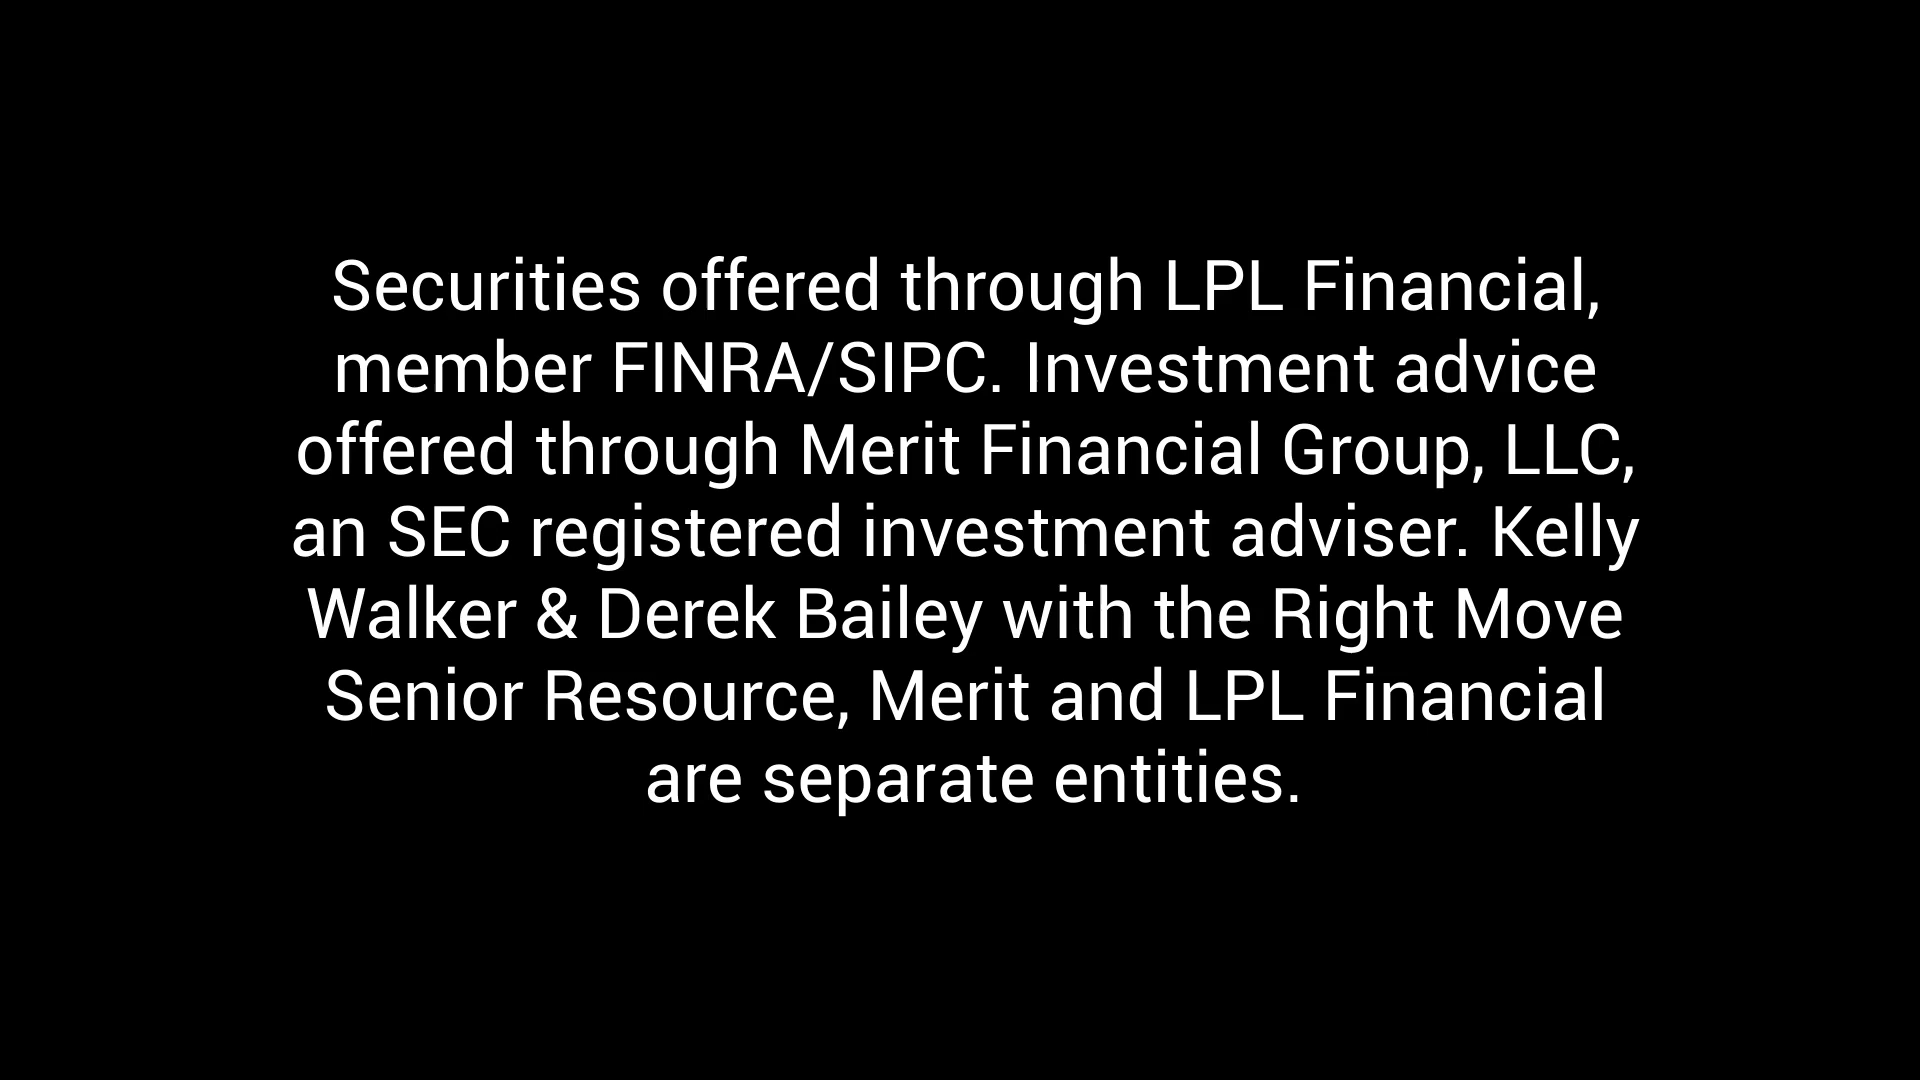 Securities offered through LPL Financial,
member FINRA/SIPC. Investment advice
offered through Merit Financial Group, LLC,
an SEC registered investment adviser. Kelly
Walker & Derek Bailey with the Right Move
Senior Resource, Merit and LPL Financial
are separate entities.